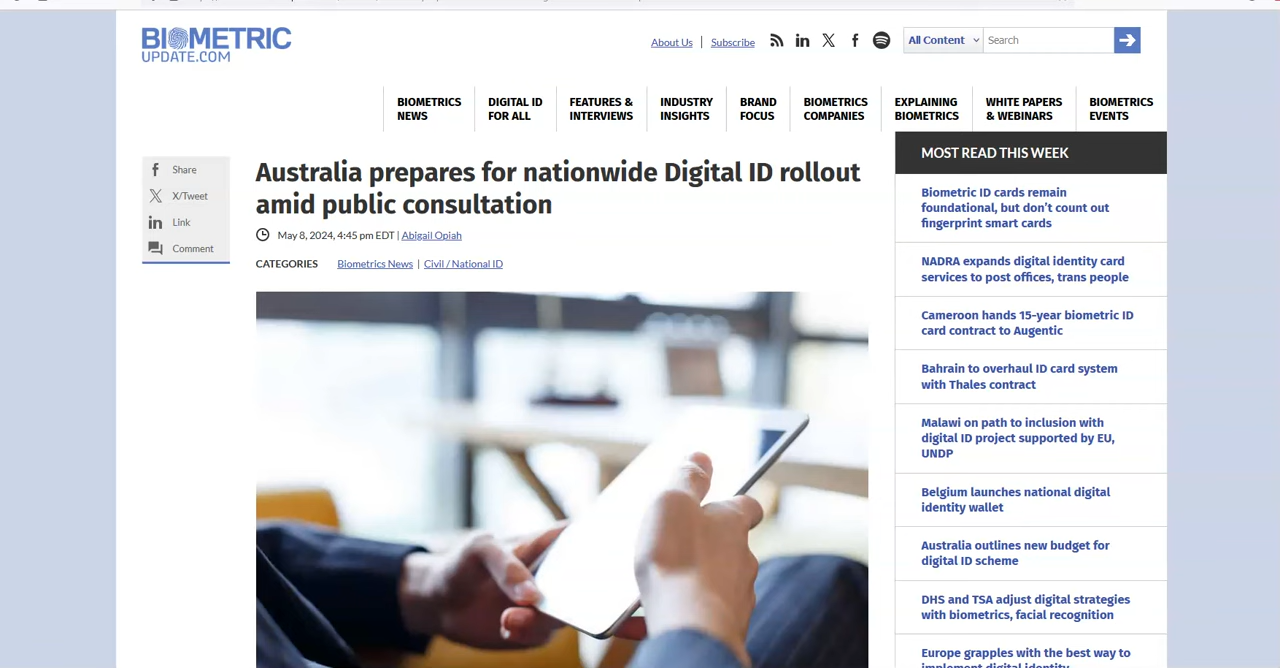 BIOMETRIC
UPDATE.COM
About Us | Subscribe
All Content
Search
BIOMETRICS
NEWS
DIGITAL ID
FOR ALL
FEATURES &
INTERVIEWS
INDUSTRY
INSIGHTS
BRAND
FOCUS
BIOMETRICS
COMPANIES
EXPLAINING
BIOMETRICS
WHITE PAPERS
& WEBINARS
BIOMETRICS
EVENTS
Share
X/Tweet
Link
Comment
Australia prepares for nationwide Digital ID rollout
amid public consultation
May 8, 2024, 4:45 pm EDT | Abigail Opiah
CATEGORIES Biometrics News | Civil / National ID
MOST READ THIS WEEK
Biometric ID cards remain
foundational, but don't count out
fingerprint smart cards
NADRA expands digital identity card
services to post offices, trans people
Cameroon hands 15-year biometric ID
card contract to Augentic
Bahrain to overhaul ID card system
with Thales contract
Malawi on path to inclusion with
digital ID project supported by EU,
UNDP
Belgium launches national digital
identity wallet
Australia outlines new budget for
digital ID scheme
DHS and TSA adjust digital strategies
with biometrics, facial recognition
Europe grapples with the best way to
implement digital identity